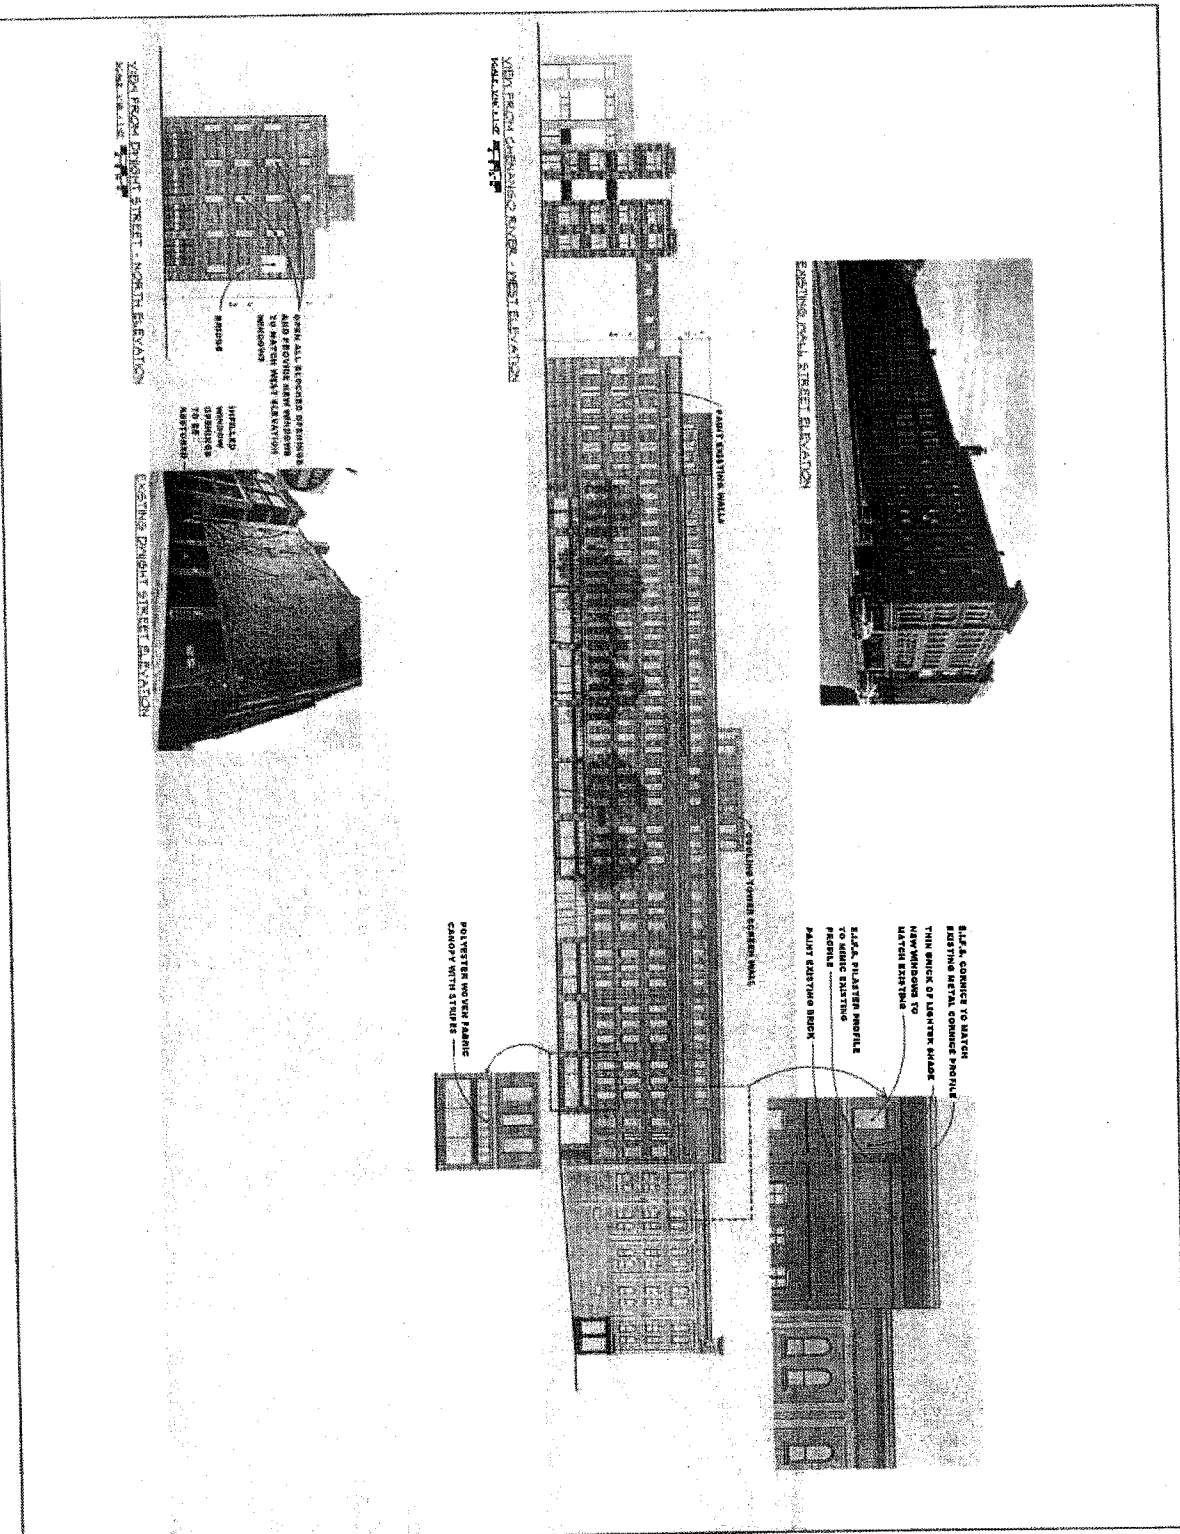 EXISTING WALL STREET ELEVATION
E.I.F.S. CORNICE TO MATCH
EXISTING METAL CORNICE PROFILE
THIN BRICK OF LIGHTER SHADE
NEW WINDOWS TO
MATCH EXISTING
E.I.F.S. PILASTER PROFILE
TO MIMIC EXISTING
PROFILE
PAINT EXISTING BRICK
PAINT EXISTING WALLS
COOLING TOWER SCREEN WALL
VIEW FROM CHENANGO RIVER - WEST ELEVATION
POLYESTER WOVEN FABRIC
CANOPY WITH STRIPES
OPEN ALL BLOCKED OPENINGS
AND PROVIDE NEW WINDOWS
TO MATCH WEST ELEVATION
WINDOWS
BRIDGE
INFILLED
WINDOW
OPENINGS
TO BE
RESTORED
VIEW FROM DWIGHT STREET - NORTH ELEVATION
EXISTING DWIGHT STREET ELEVATION